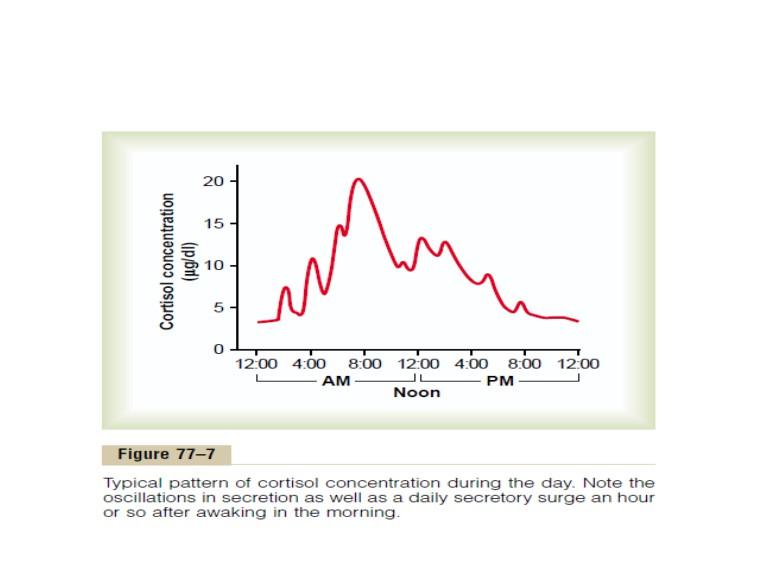 20
15
10
5
0
Cortisol concentration
(µg/dl)
12:00 4:00 8:00 12:00 4:00 8:00 12:00
AM PM
Noon
Figure 77–7
Typical pattern of cortisol concentration during the day. Note the
oscillations in secretion as well as a daily secretory surge an hour
or so after awaking in the morning.